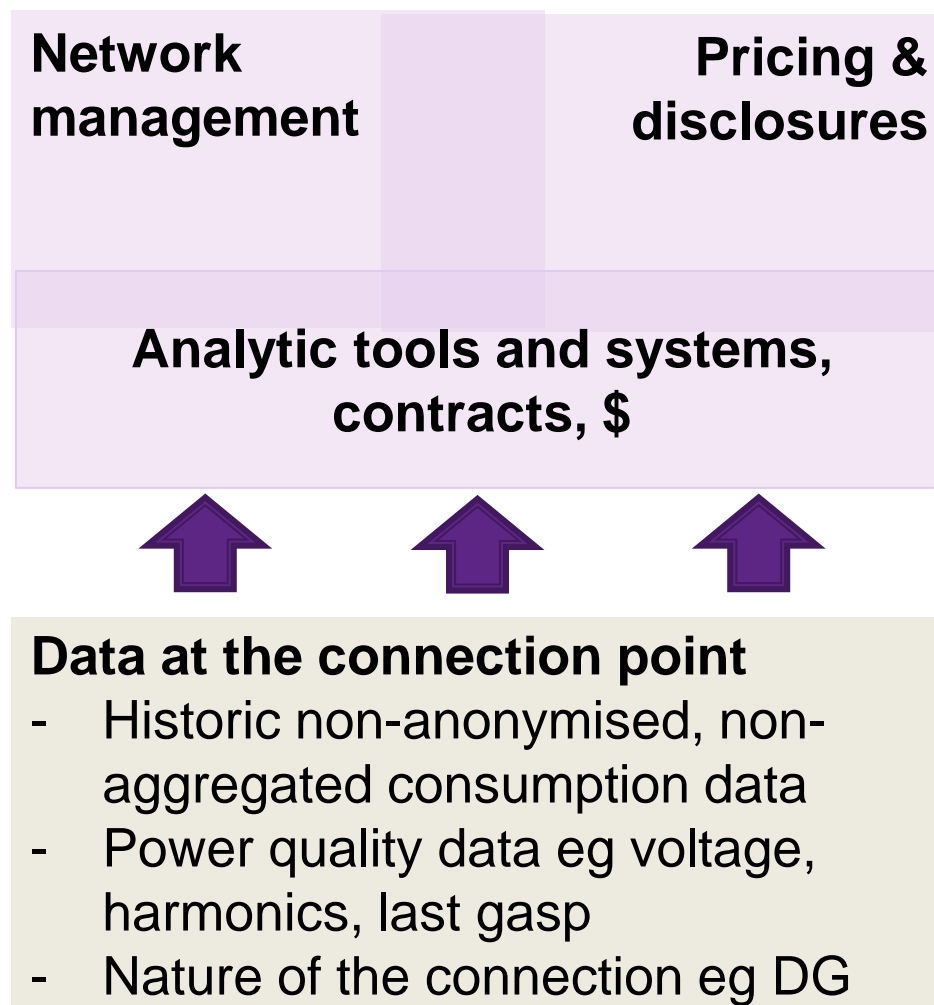 Network
management
Pricing &
disclosures
Analytic tools and systems,
contracts, $
Data at the connection point
- Historic non-anonymised, non-
aggregated consumption data
- Power quality data eg voltage,
harmonics, last gasp
- Nature of the connection eg DG